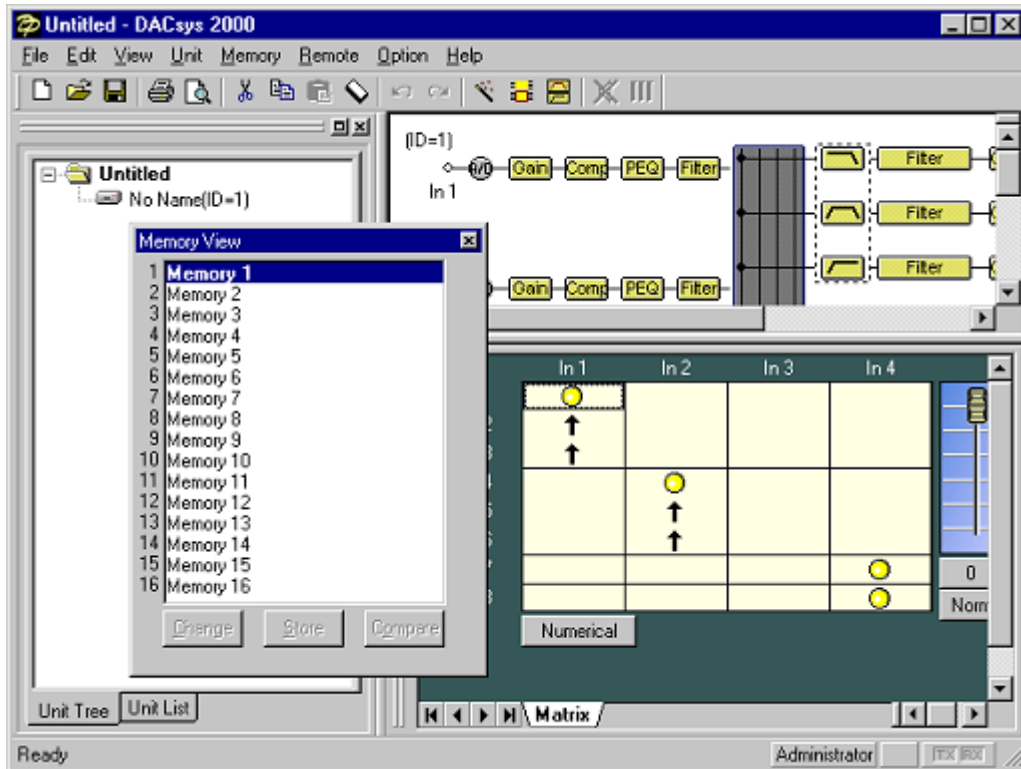 Untitled - DACsys 2000
File Edit View Unit Memory Remote Option Help
Untitled
No Name(ID=1)
(ID=1)
A/D Gain Comp PEQ Filter Filter
In 1
Filter
Gain Comp PEQ Filter Filter
Memory View
1 Memory 1
2 Memory 2
3 Memory 3
4 Memory 4
5 Memory 5
6 Memory 6
7 Memory 7
8 Memory 8
9 Memory 9
10 Memory 10
11 Memory 11
12 Memory 12
13 Memory 13
14 Memory 14
15 Memory 15
16 Memory 16
Change Store Compare
In 1 In 2 In 3 In 4
0
Numerical
Unit Tree Unit List
Matrix
Ready
Administrator TX RX